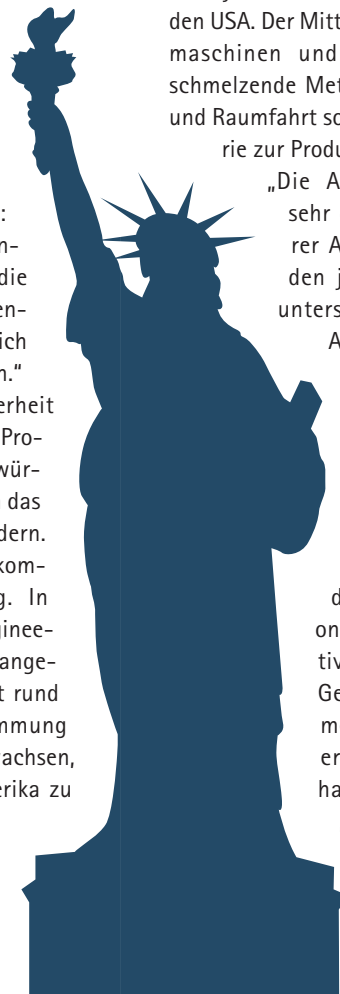 den USA. Der Mitt
maschinen und
schmelzende Met
und Raumfahrt so
rie zur Produ
„Die A
sehr
rer A
den j
unters
A
:
n-
die
en-
ich
n.“
erheit
Pro-
wür-
das
dern.
kom-
g. In
ginee-
ange-
t rund
mmung
achsen,
erika zu
d
on
tiv
Ge
m
er
ha